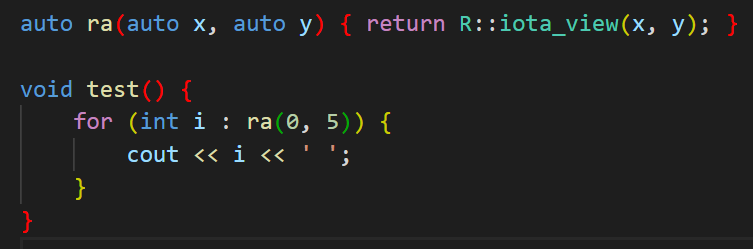 auto ra(auto x, auto y) { return R::iota_view(x, y); }
void test() {
    for (int i : ra(0, 5)) {
        cout << i << ' ';
    }
}